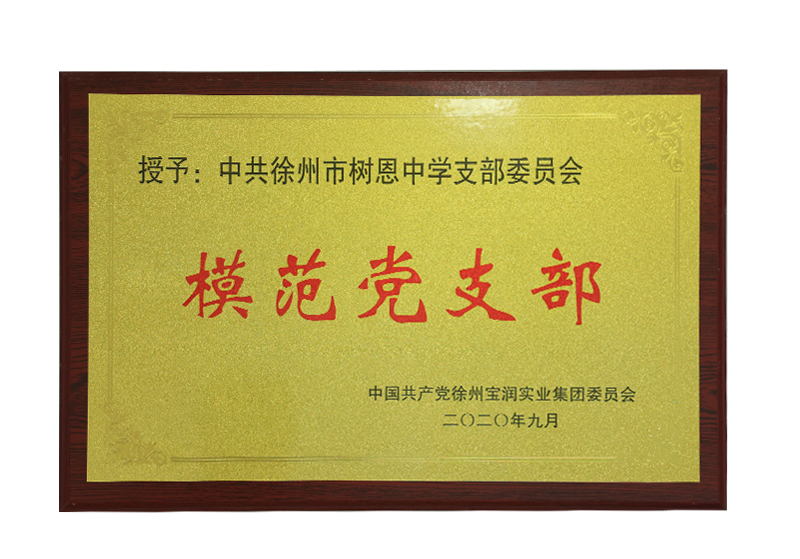 授予：中共徐州市树恩中学支部委员会
模范党支部
中国共产党徐州宝润实业集团委员会
二〇二〇年九月